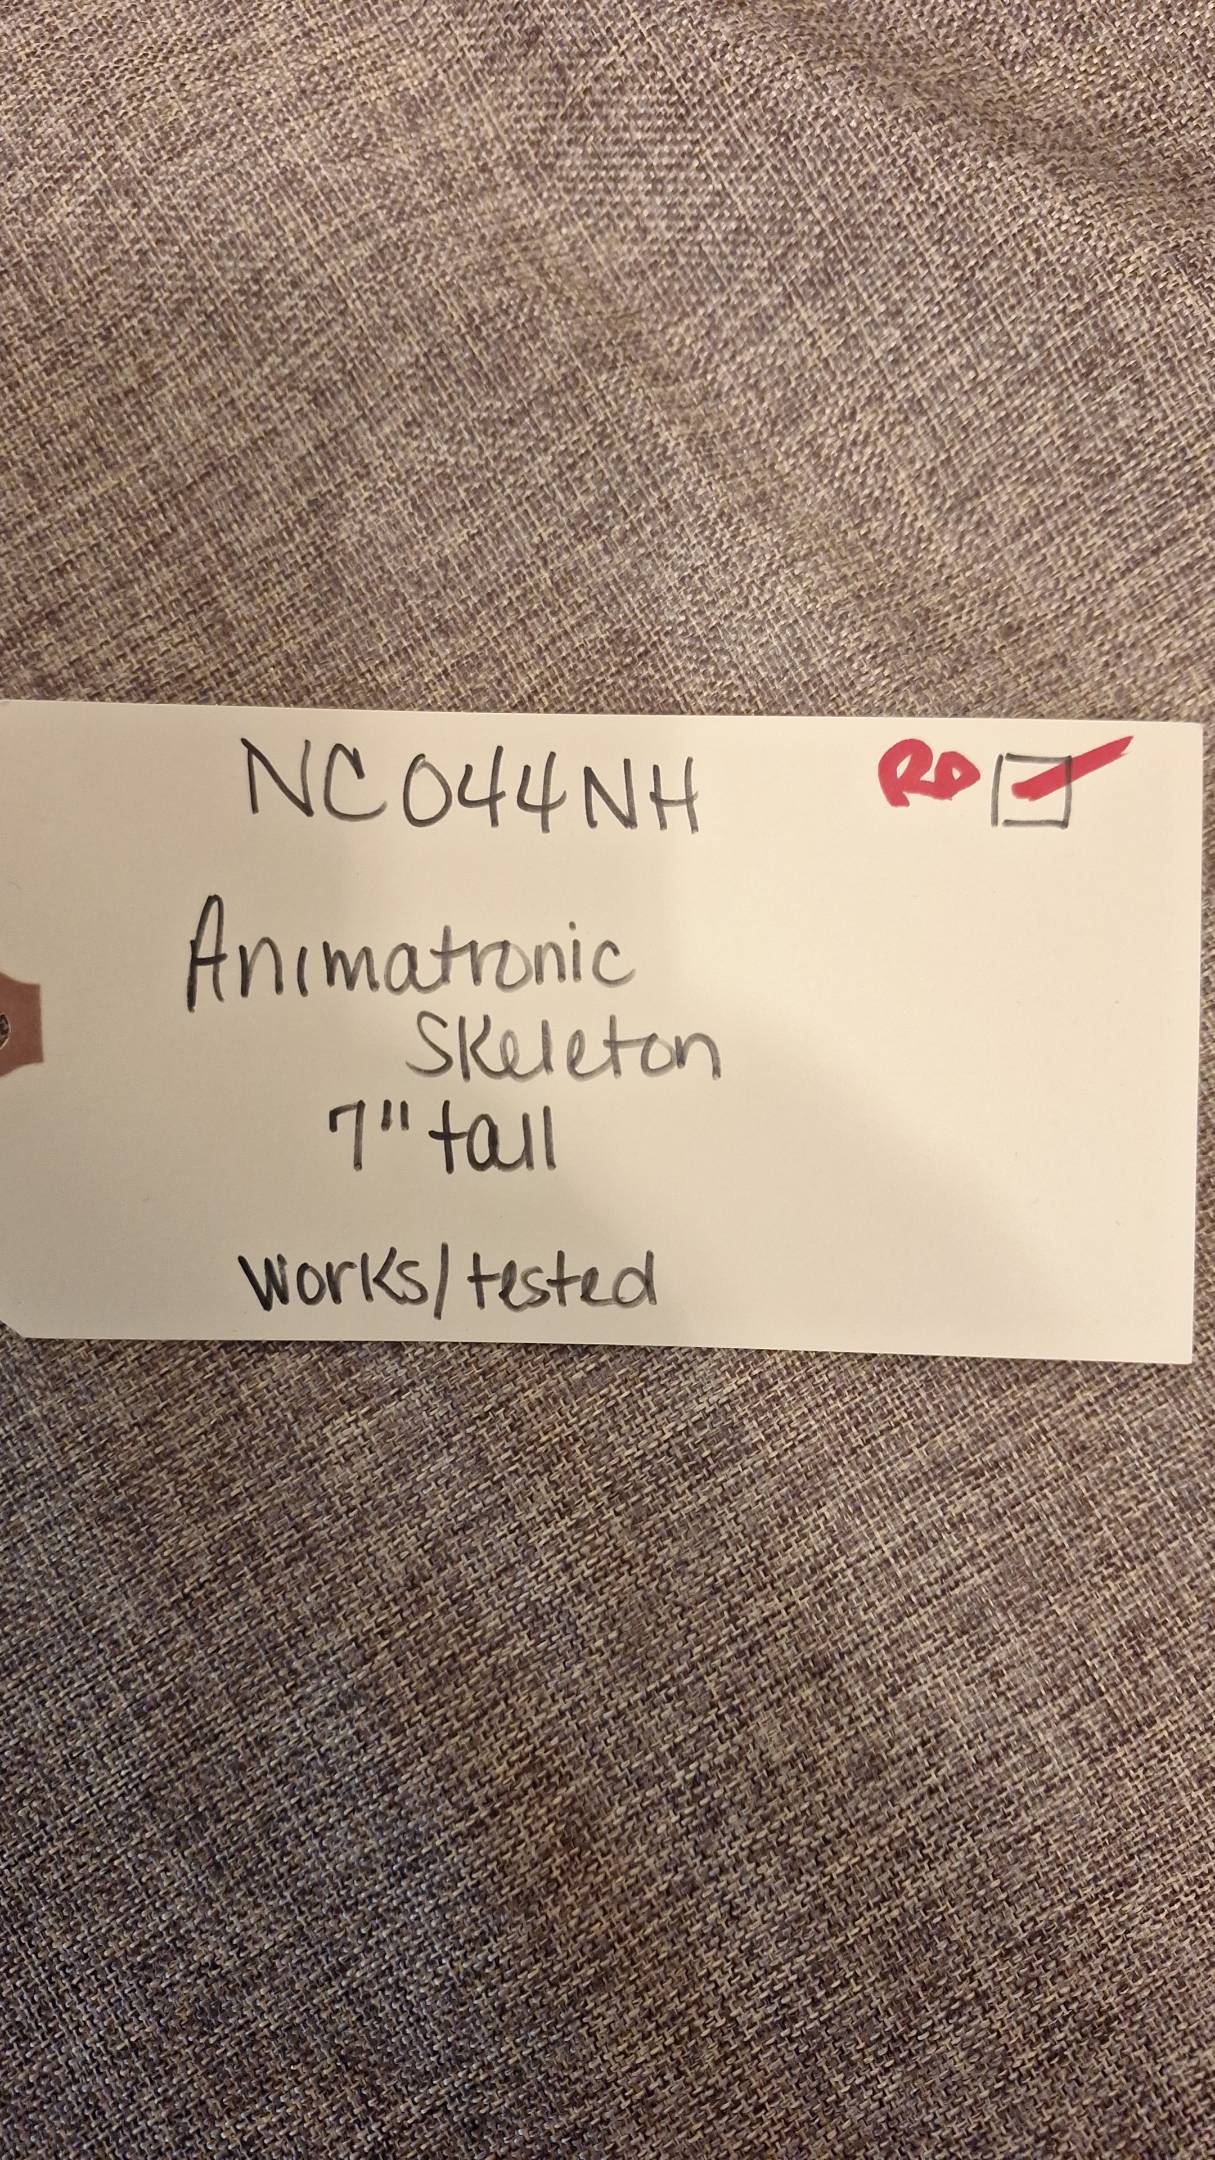 NC044NH RD
Animatronic
Skeleton
7" tall
Works/tested